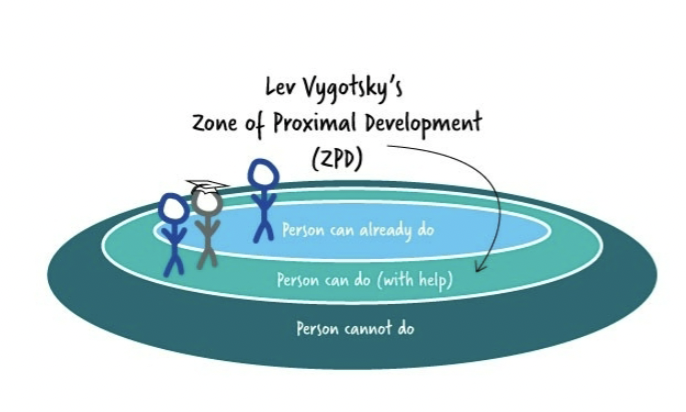 Lev Vygotsky's
Zone of Proximal Development
(ZPD)
Person can already do
Person can do (with help)
Person cannot do